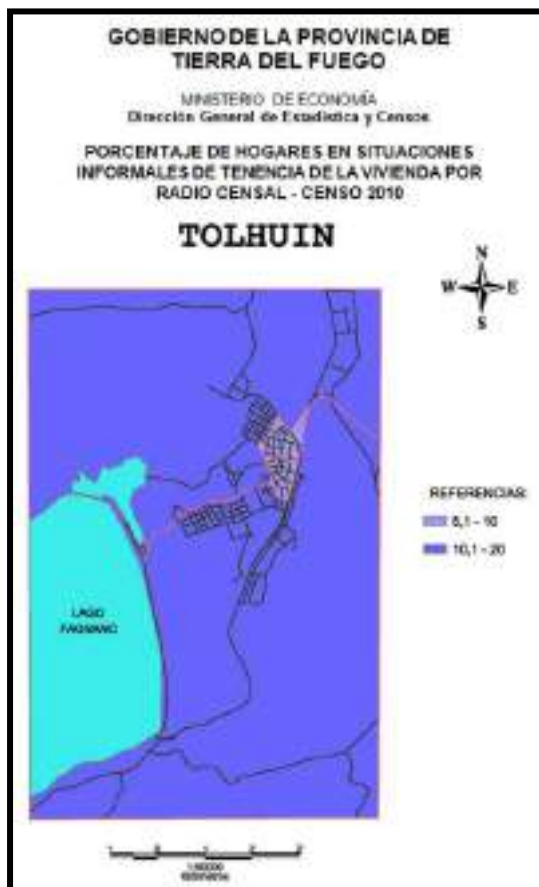 GOBIERNO DE LA PROVINCIA DE
TIERRA DEL FUEGO
MINISTERIO DE ECONOMÍA
Dirección General de Estadística y Censos
PORCENTAJE DE HOGARES EN SITUACIONES
INFORMALES DE TENENCIA DE LA VIVIENDA POR
RADIO CENSAL - CENSO 2010
TOLHUIN
N
W E
S
REFERENCIAS:
10,1 - 20
LAGO
FAGNANO